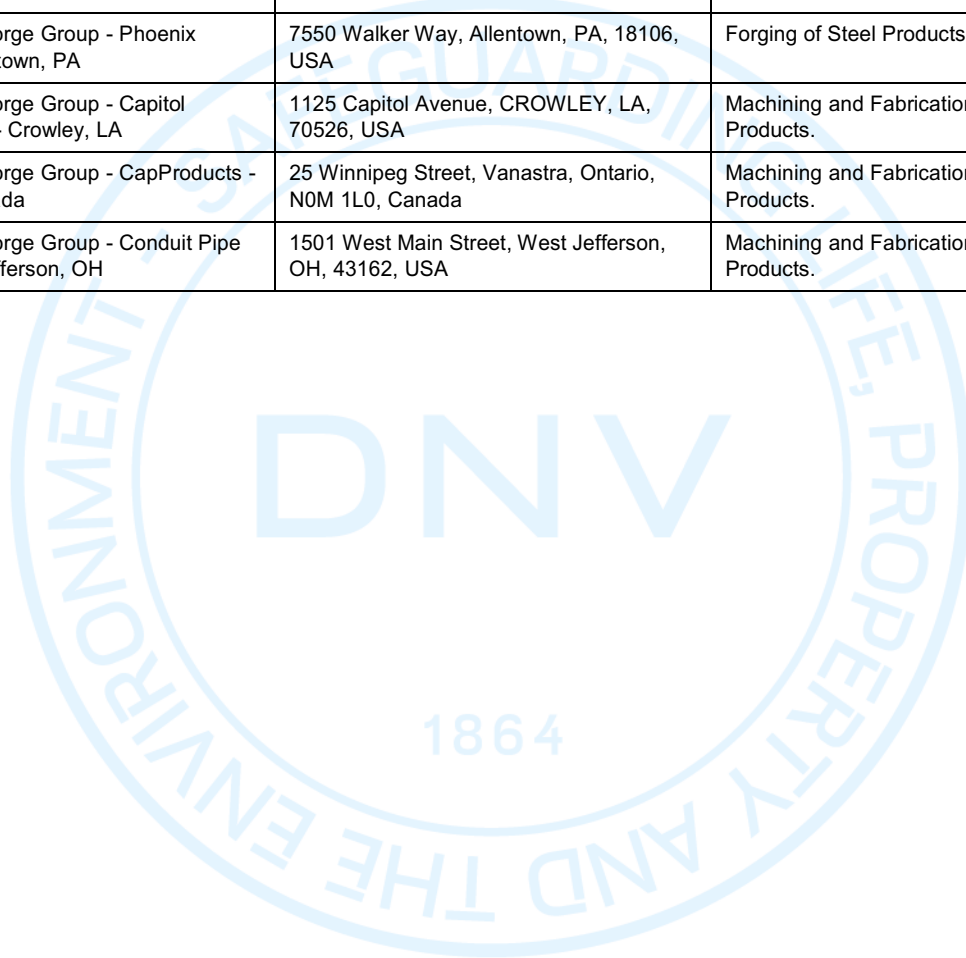 orge Group - Phoenix
town, PA
7550 Walker Way, Allentown, PA, 18106,
USA
Forging of Steel Products
orge Group - Capitol
- Crowley, LA
1125 Capitol Avenue, CROWLEY, LA,
70526, USA
Machining and Fabrication
Products.
orge Group - CapProducts -
da
25 Winnipeg Street, Vanastra, Ontario,
N0M 1L0, Canada
Machining and Fabrication
Products.
orge Group - Conduit Pipe
fferson, OH
1501 West Main Street, West Jefferson,
OH, 43162, USA
Machining and Fabrication
Products.
SAFEGUARDING LIFE, PROPERTY AND THE ENVIRONMENT -
DNV
1864